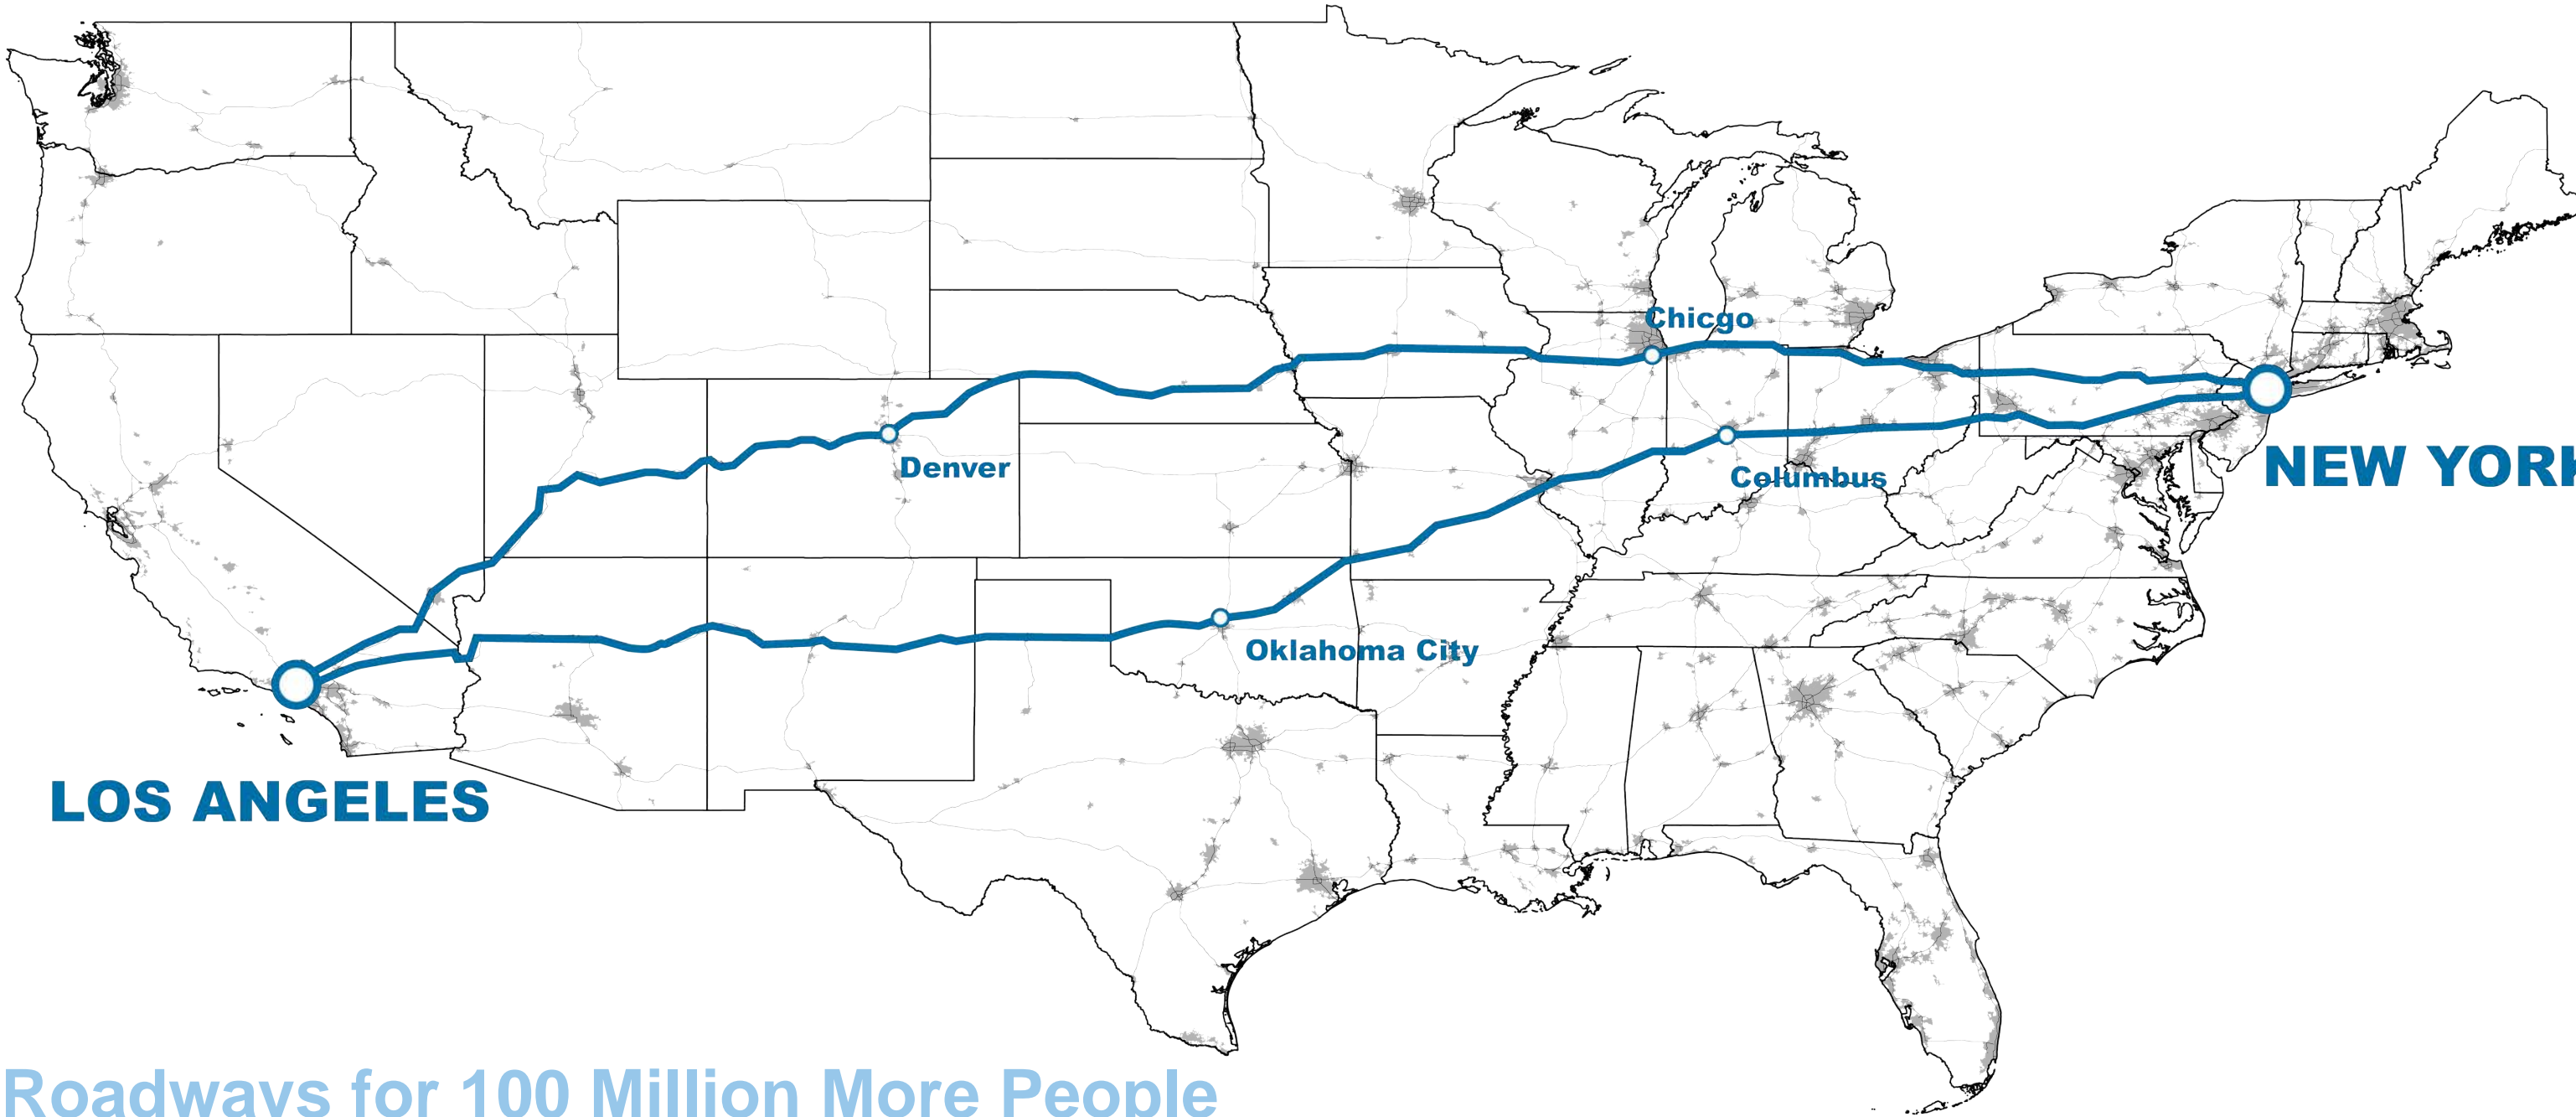 Chicgo
Denver
Columbus
NEW YORK
Oklahoma City
LOS ANGELES
Roadways for 100 Million More People